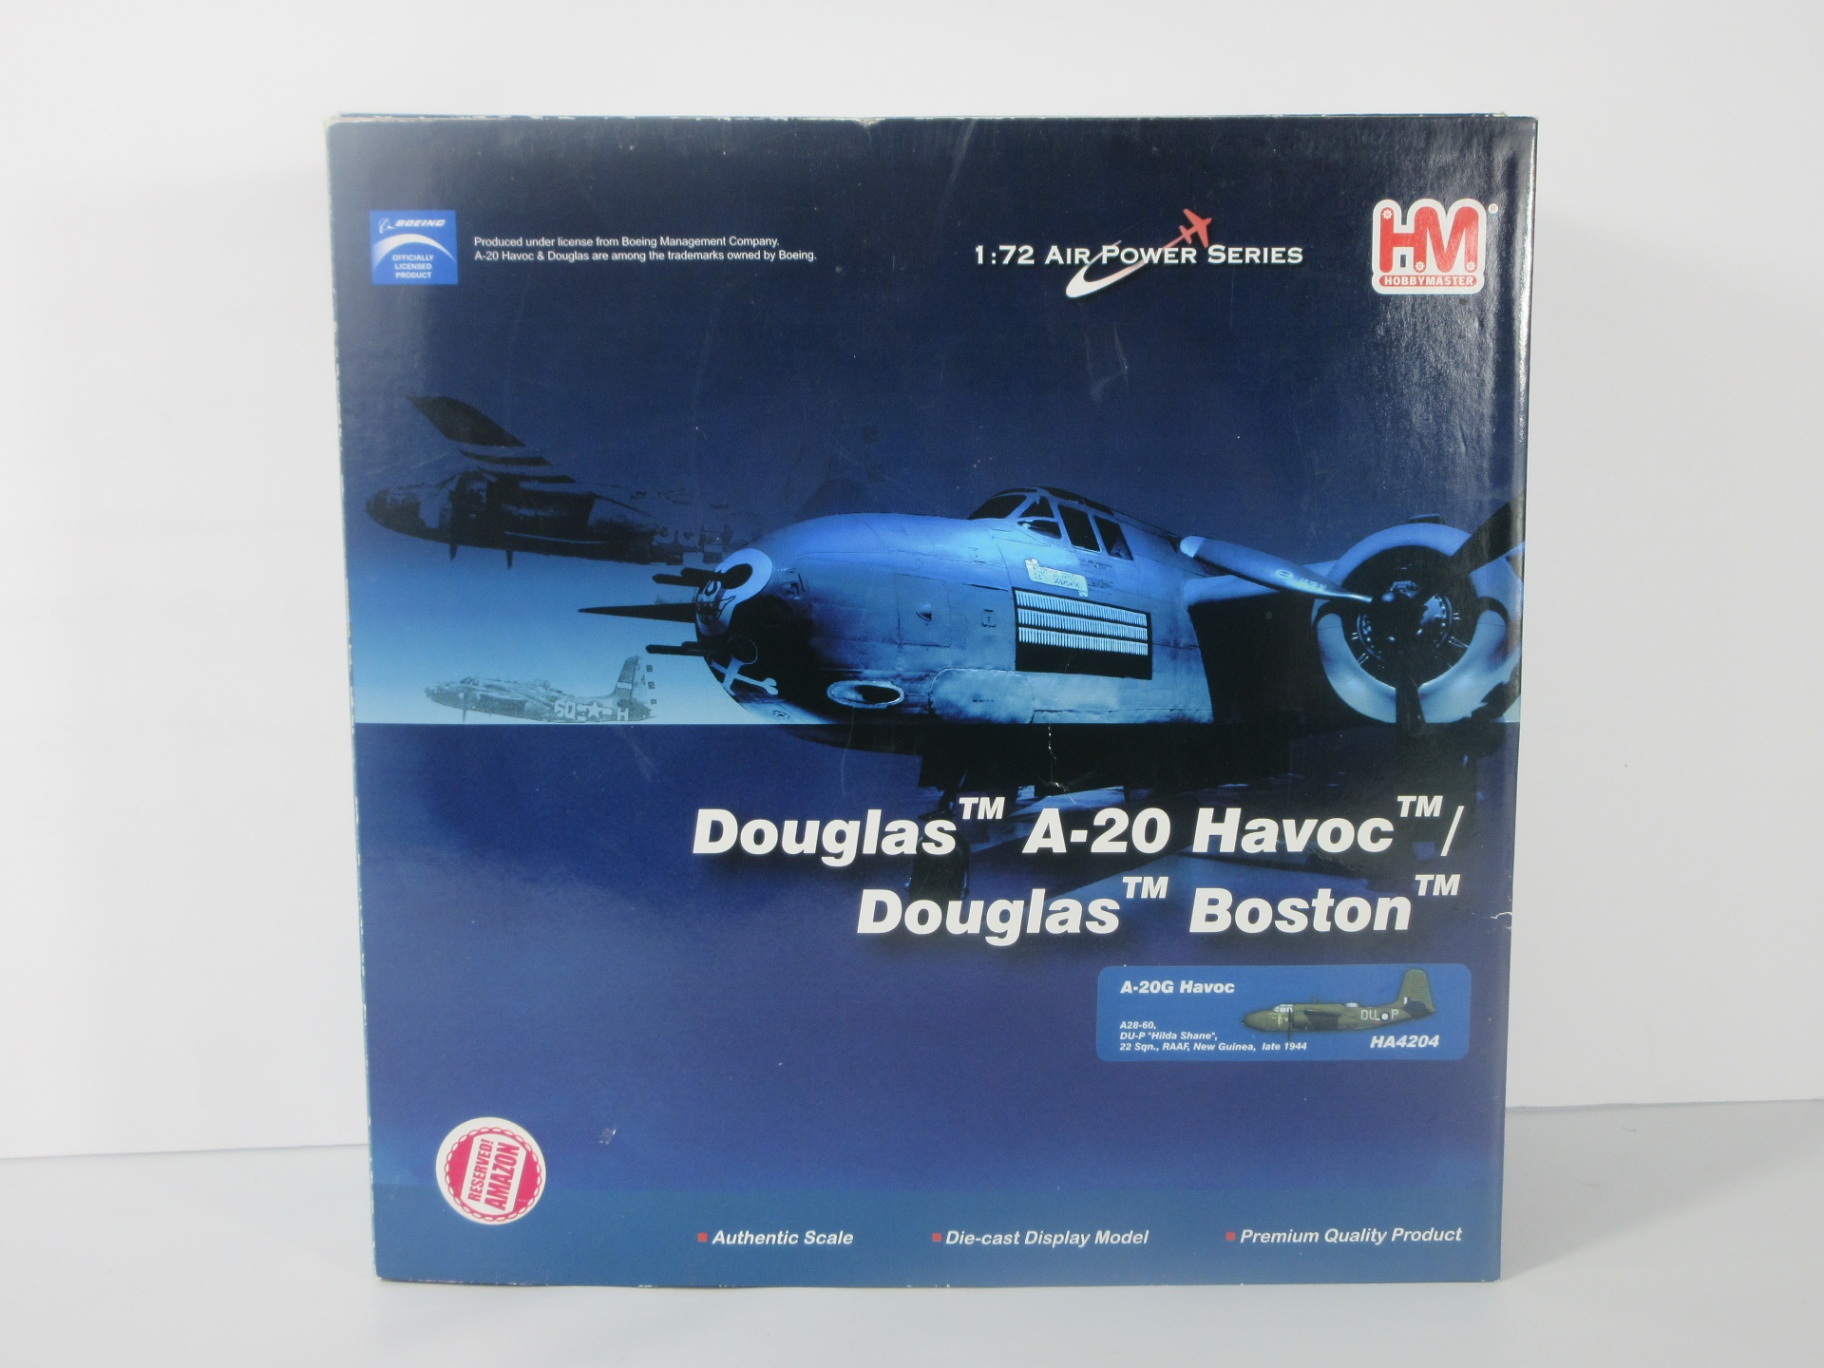 BOEING
OFFICIALLY
LICENSED
PRODUCT
Produced under license from Boeing Management Company.
A-20 Havoc & Douglas are among the trademarks owned by Boeing.
1:72 AIR POWER SERIES
HM®
HOBBYMASTER
6Q H
Douglas™ A-20 Havoc™/
Douglas™ Boston™
A-20G Havoc
A28-60,
DU-P "Hilda Shane",
22 Sqn., RAAF, New Guinea, late 1944
DU P
HA4204
RESERVED!
AMAZON
Authentic Scale
Die-cast Display Model
Premium Quality Product